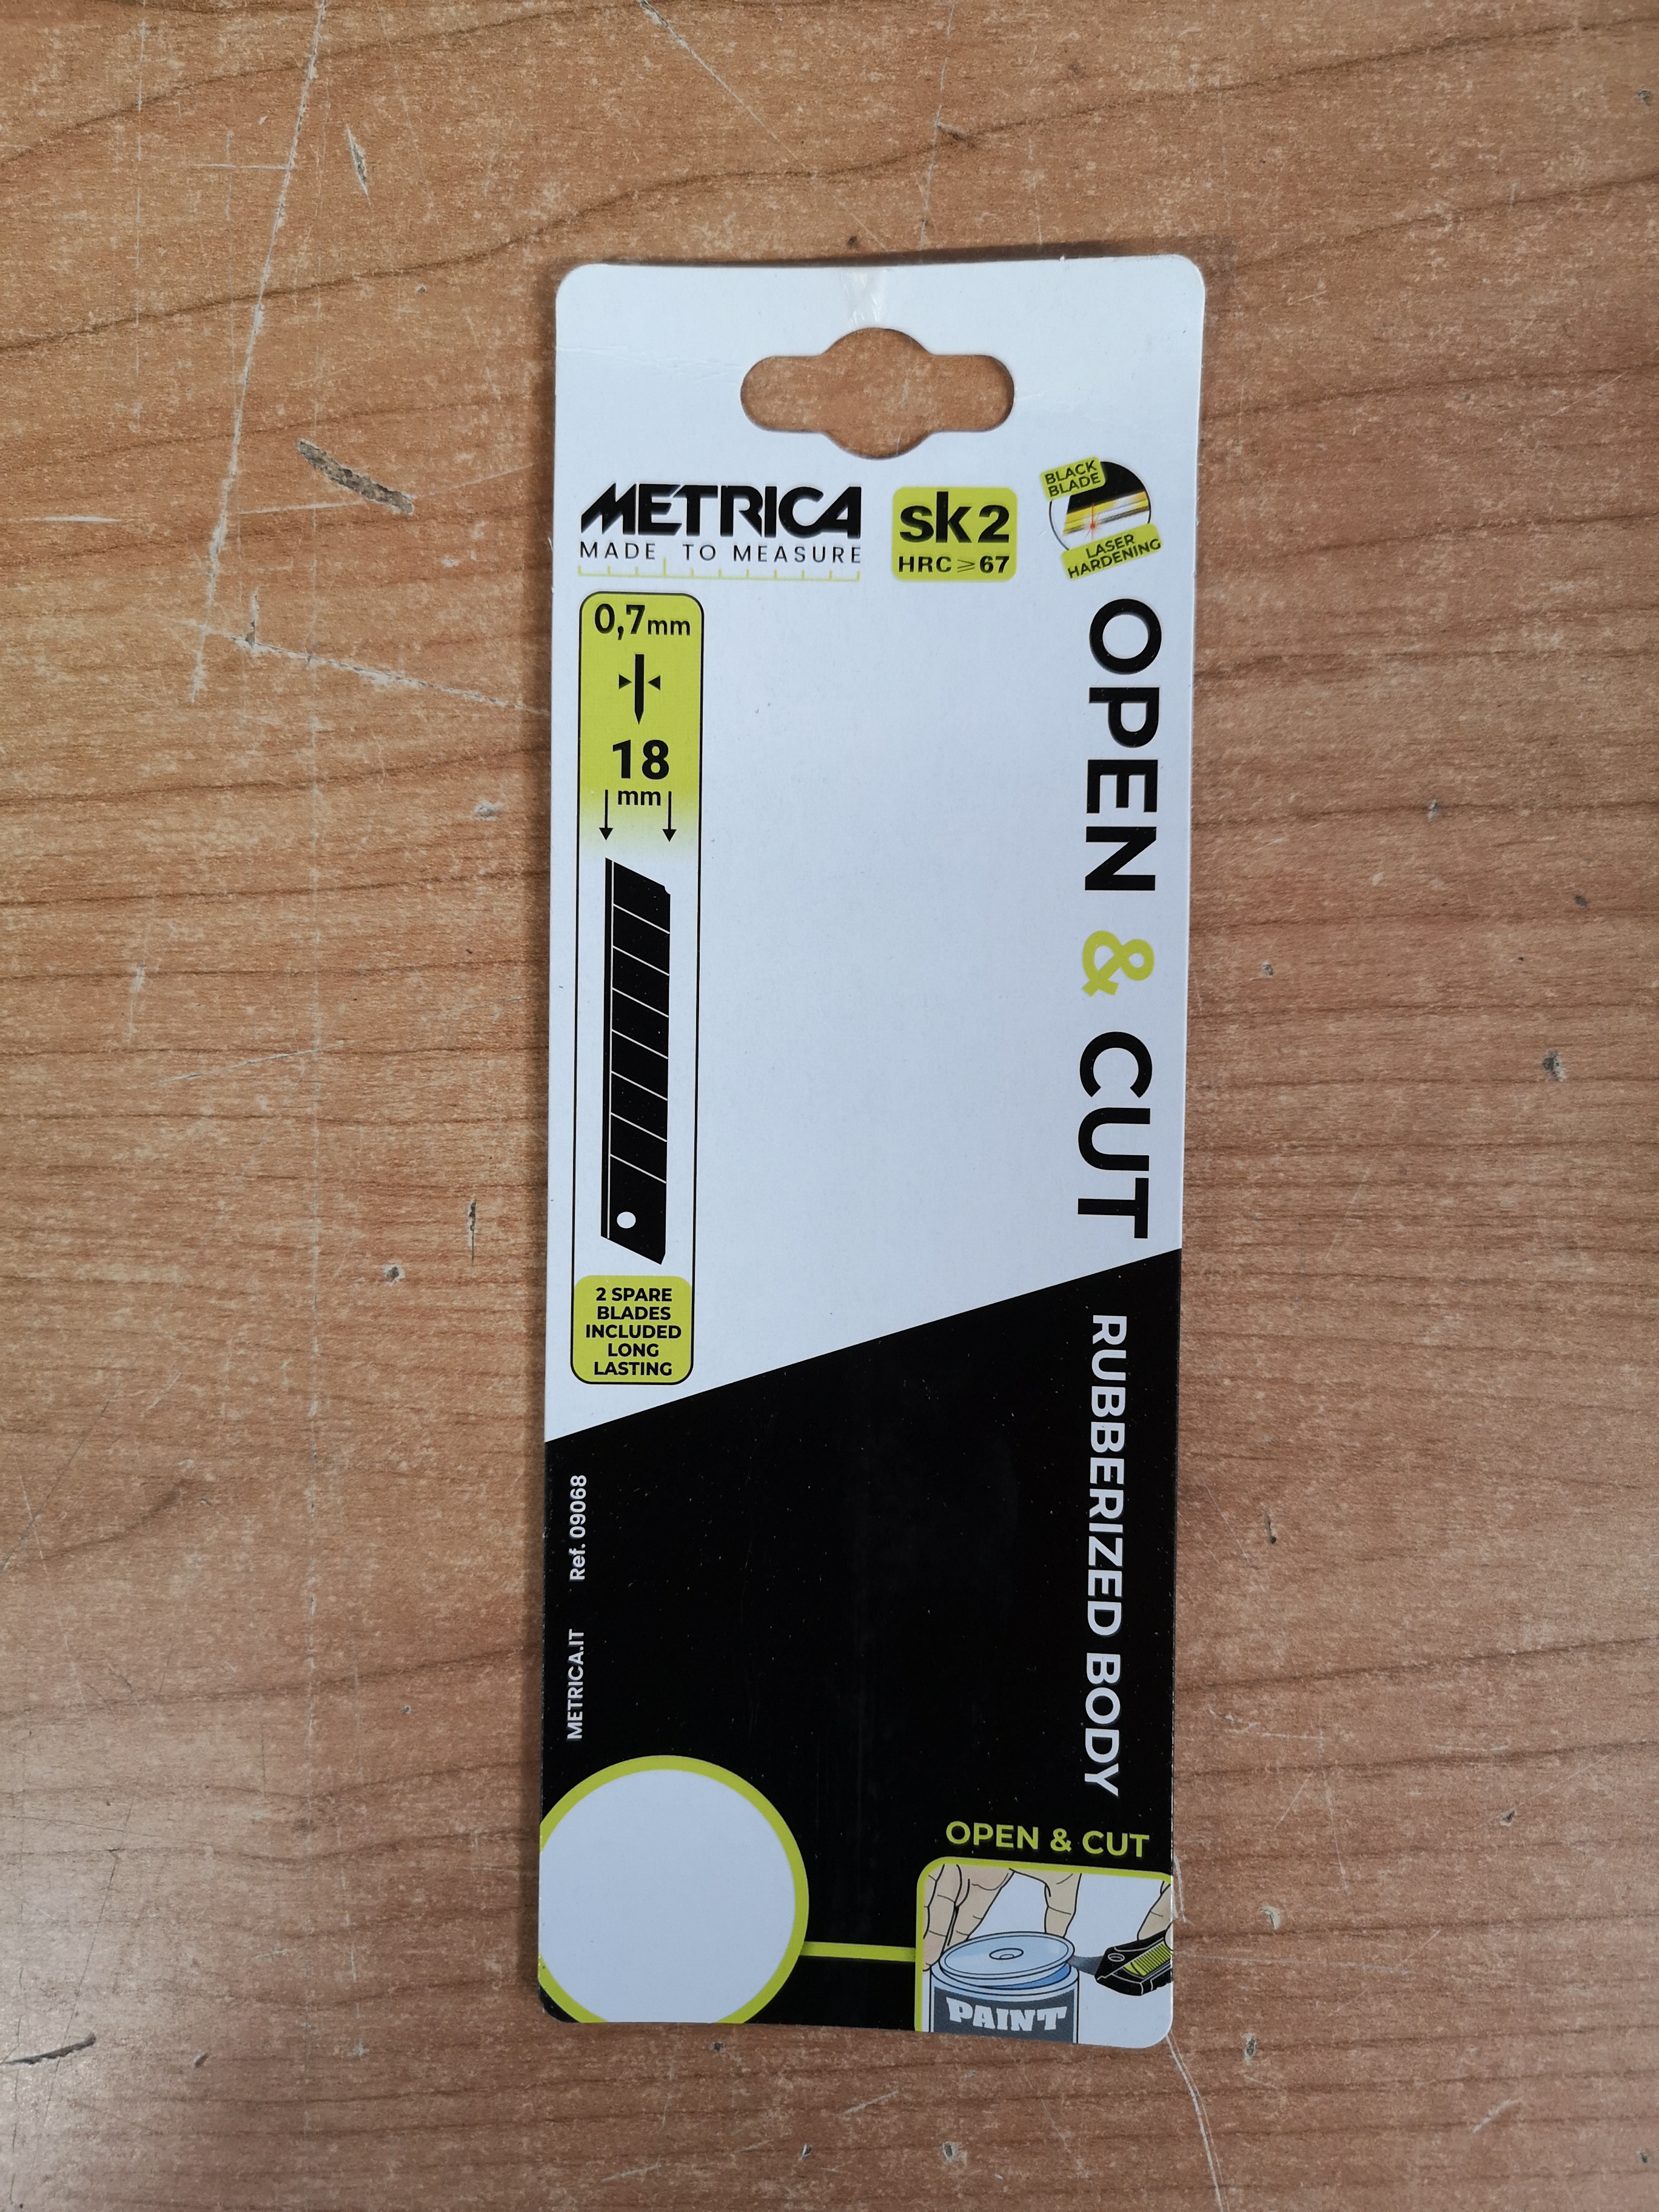 METRICA
MADE TO MEASURE
sk2
HRC ≥ 67
BLACK
BLADE
LASER
HARDENING
0,7mm
18
mm
2 SPARE
BLADES
INCLUDED
LONG
LASTING
OPEN & CUT
RUBBERIZED BODY
METRICA.IT Ref. 09068
OPEN & CUT
PAINT